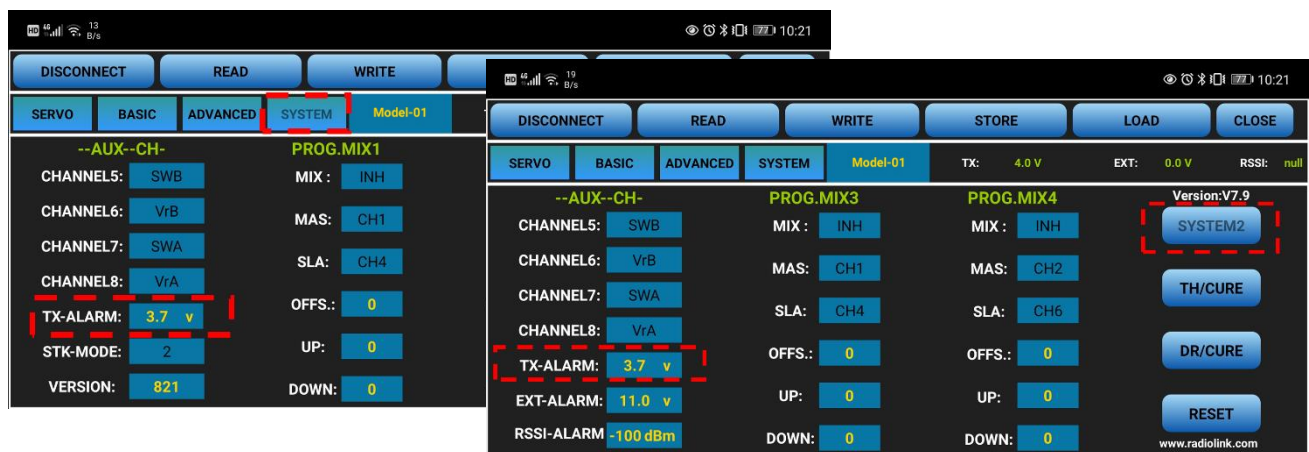 HD 4G 13 B/s 77 10:21
DISCONNECT READ WRITE
SERVO BASIC ADVANCED SYSTEM Model-01
--AUX--CH- PROG.MIX1
CHANNEL5: SWB MIX : INH
CHANNEL6: VrB MAS: CH1
CHANNEL7: SWA SLA: CH4
CHANNEL8: VrA OFFS.: 0
TX-ALARM: 3.7 v
STK-MODE: 2 UP: 0
VERSION: 821 DOWN: 0
HD 4G 19 B/s 77 10:21
DISCONNECT READ WRITE STORE LOAD CLOSE
SERVO BASIC ADVANCED SYSTEM Model-01 TX: 4.0 V EXT: 0.0 V RSSI: null
--AUX--CH- PROG.MIX3 PROG.MIX4 Version:V7.9
CHANNEL5: SWB MIX : INH MIX : INH SYSTEM2
CHANNEL6: VrB MAS: CH1 MAS: CH2
CHANNEL7: SWA SLA: CH4 SLA: CH6 TH/CURE
CHANNEL8: VrA
TX-ALARM: 3.7 v OFFS.: 0 OFFS.: 0 DR/CURE
EXT-ALARM: 11.0 v UP: 0 UP: 0 RESET
RSSI-ALARM -100 dBm DOWN: 0 DOWN: 0 www.radiolink.com